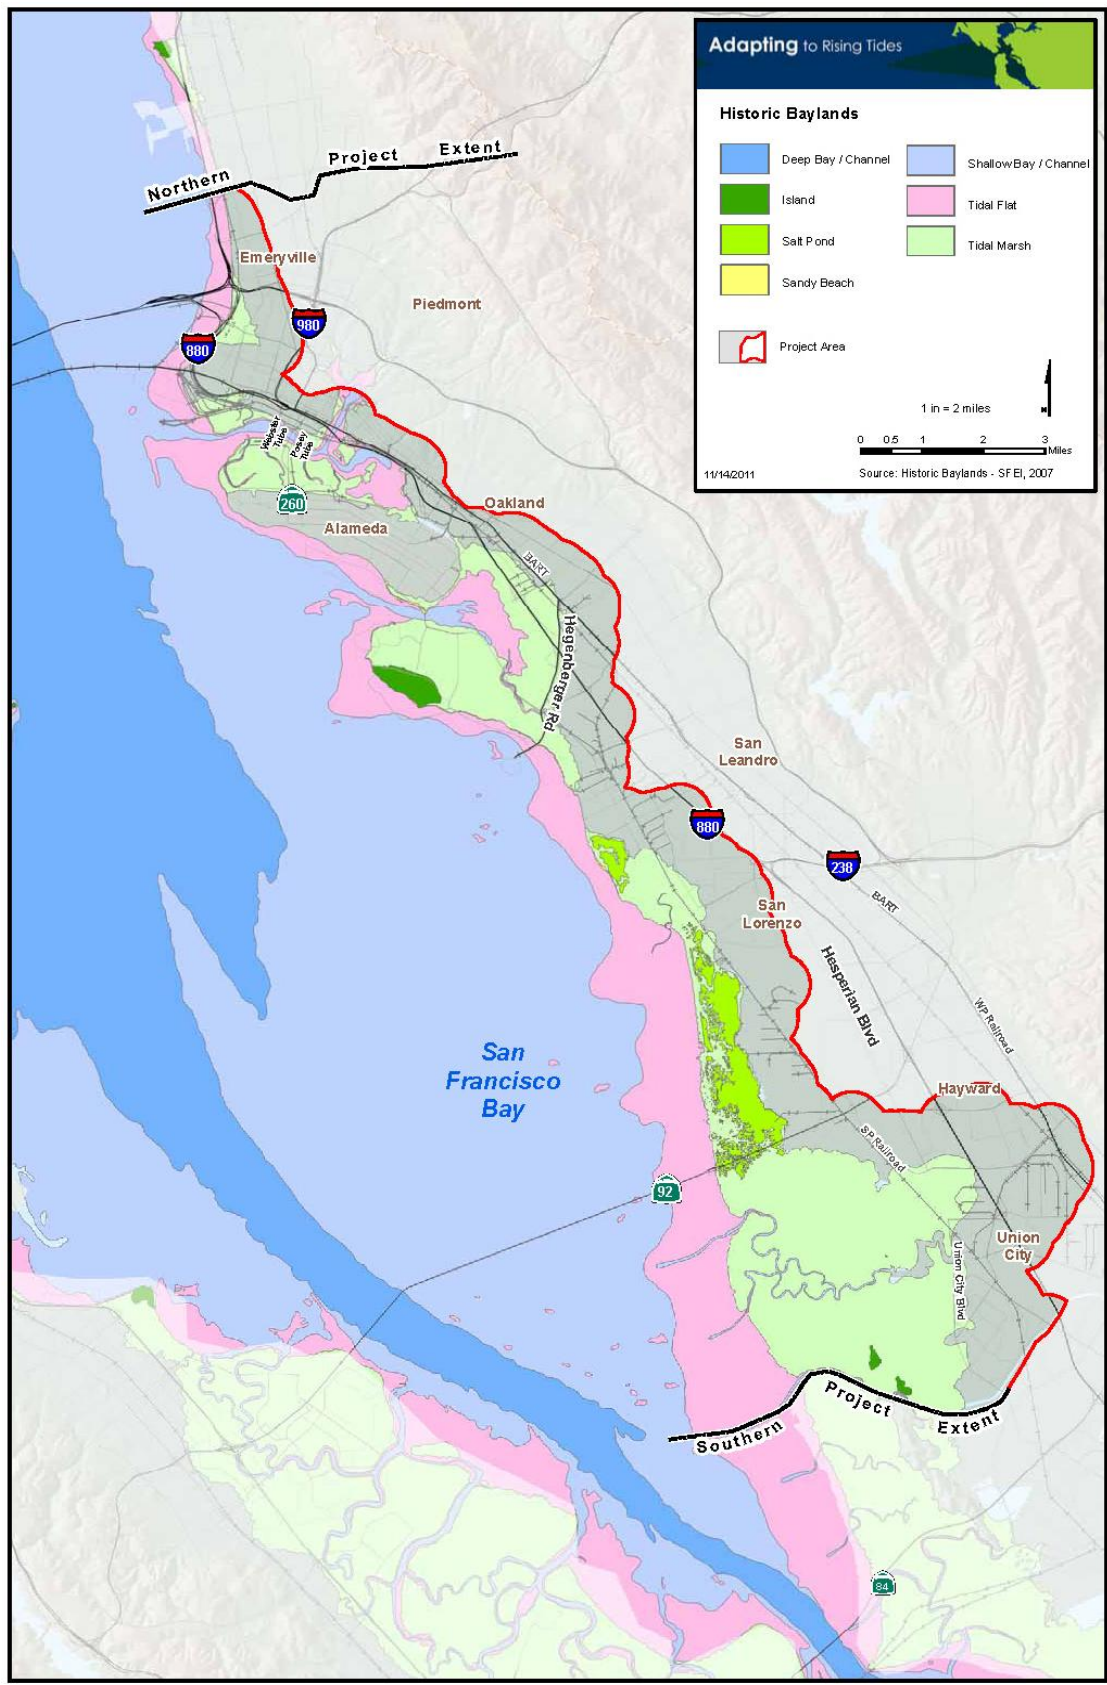 Adapting to Rising Tides
Historic Baylands
Deep Bay / Channel
Shallow Bay / Channel
Island
Tidal Flat
Salt Pond
Tidal Marsh
Sandy Beach
Project Area
1 in = 2 miles
N
0 0.5 1 2 3
Miles
11/14/2011
Source: Historic Baylands - SFEI, 2007
Northern Project Extent
Emeryville
Piedmont
980
880
Webster
Tube
Posey
Tube
260
Alameda
Oakland
BART
Hegenberger Rd
San
Leandro
880
238
BART
San
Lorenzo
Hesperian Blvd
WP Railroad
San
Francisco
Bay
Hayward
SP Railroad
92
Union
City
Union City Blvd
Southern Project Extent
84